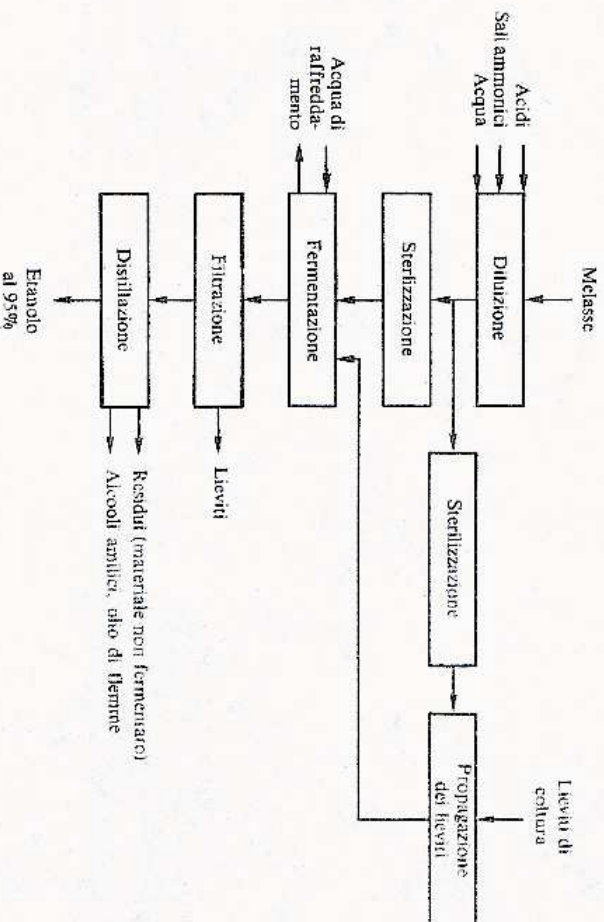 Melasse
Acidi
Sali ammonici
Acqua
Diluizione
Sterlizzazione
Sterilizzazione
Lieviti di
coltura
Propagazione
dei lieviti
Acqua di
raffredda-
mento
Fermentazione
Filtrazione
Lieviti
Distillazione
Residui (materiale non fermentato)
Alcooli amilici, olio di flemme
Etanolo
al 95%